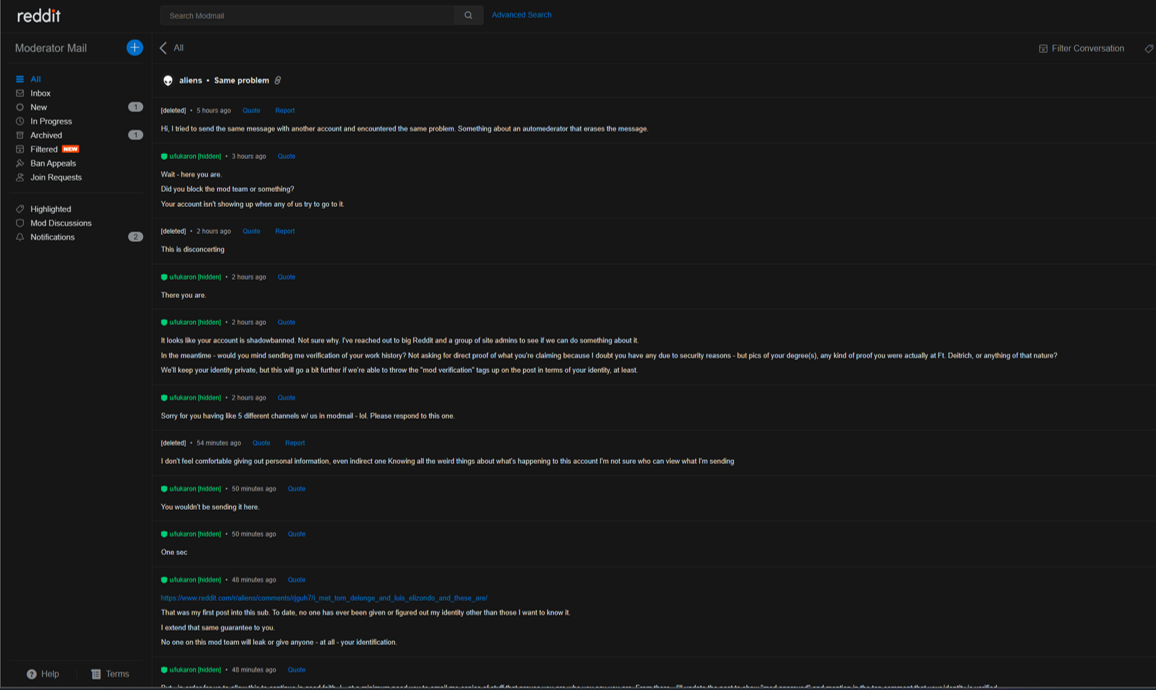 reddit
Search Modmail
Advanced Search
Moderator Mail
All
Filter Conversation
All
Inbox
New 1
In Progress
Archived 1
Filtered NEW
Ban Appeals
Join Requests
Highlighted
Mod Discussions
Notifications 2
aliens • Same problem
[deleted] • 5 hours ago Quote Report
Hi, I tried to send the same message with another account and encountered the same problem. Something about an automederator that erases the message.
u/lukaron [hidden] • 3 hours ago Quote
Wait - here you are.
Did you block the mod team or something?
Your account isn't showing up when any of us try to go to it.
[deleted] • 2 hours ago Quote Report
This is disconcerting
u/lukaron [hidden] • 2 hours ago Quote
There you are.
u/lukaron [hidden] • 2 hours ago Quote
It looks like your account is shadowbanned. Not sure why. I've reached out to big Reddit and a group of site admins to see if we can do something about it.
In the meantime - would you mind sending me verification of your work history? Not asking for direct proof of what you're claiming because I doubt you have any due to security reasons - but pics of your degree(s), any kind of proof you were actually at Ft. Deitrich, or anything of that nature?
We'll keep your identity private, but this will go a bit further if we're able to throw the "mod verification" tags up on the post in terms of your identity, at least.
u/lukaron [hidden] • 2 hours ago Quote
Sorry for you having like 5 different channels w/ us in modmail - lol. Please respond to this one.
[deleted] • 54 minutes ago Quote Report
I don't feel comfortable giving out personal information, even indirect one Knowing all the weird things about what's happening to this account I'm not sure who can view what I'm sending
u/lukaron [hidden] • 50 minutes ago Quote
You wouldn't be sending it here.
u/lukaron [hidden] • 50 minutes ago Quote
One sec
u/lukaron [hidden] • 48 minutes ago Quote
https://www.reddit.com/r/aliens/comments/rjguh7/i_met_tom_delonge_and_luis_elizondo_and_these_are/
That was my first post into this sub. To date, no one has ever been given or figured out my identity other than those I want to know it.
I extend that same guarantee to you.
No one on this mod team will leak or give anyone - at all - your identification.
u/lukaron [hidden] • 48 minutes ago Quote
Help
Terms